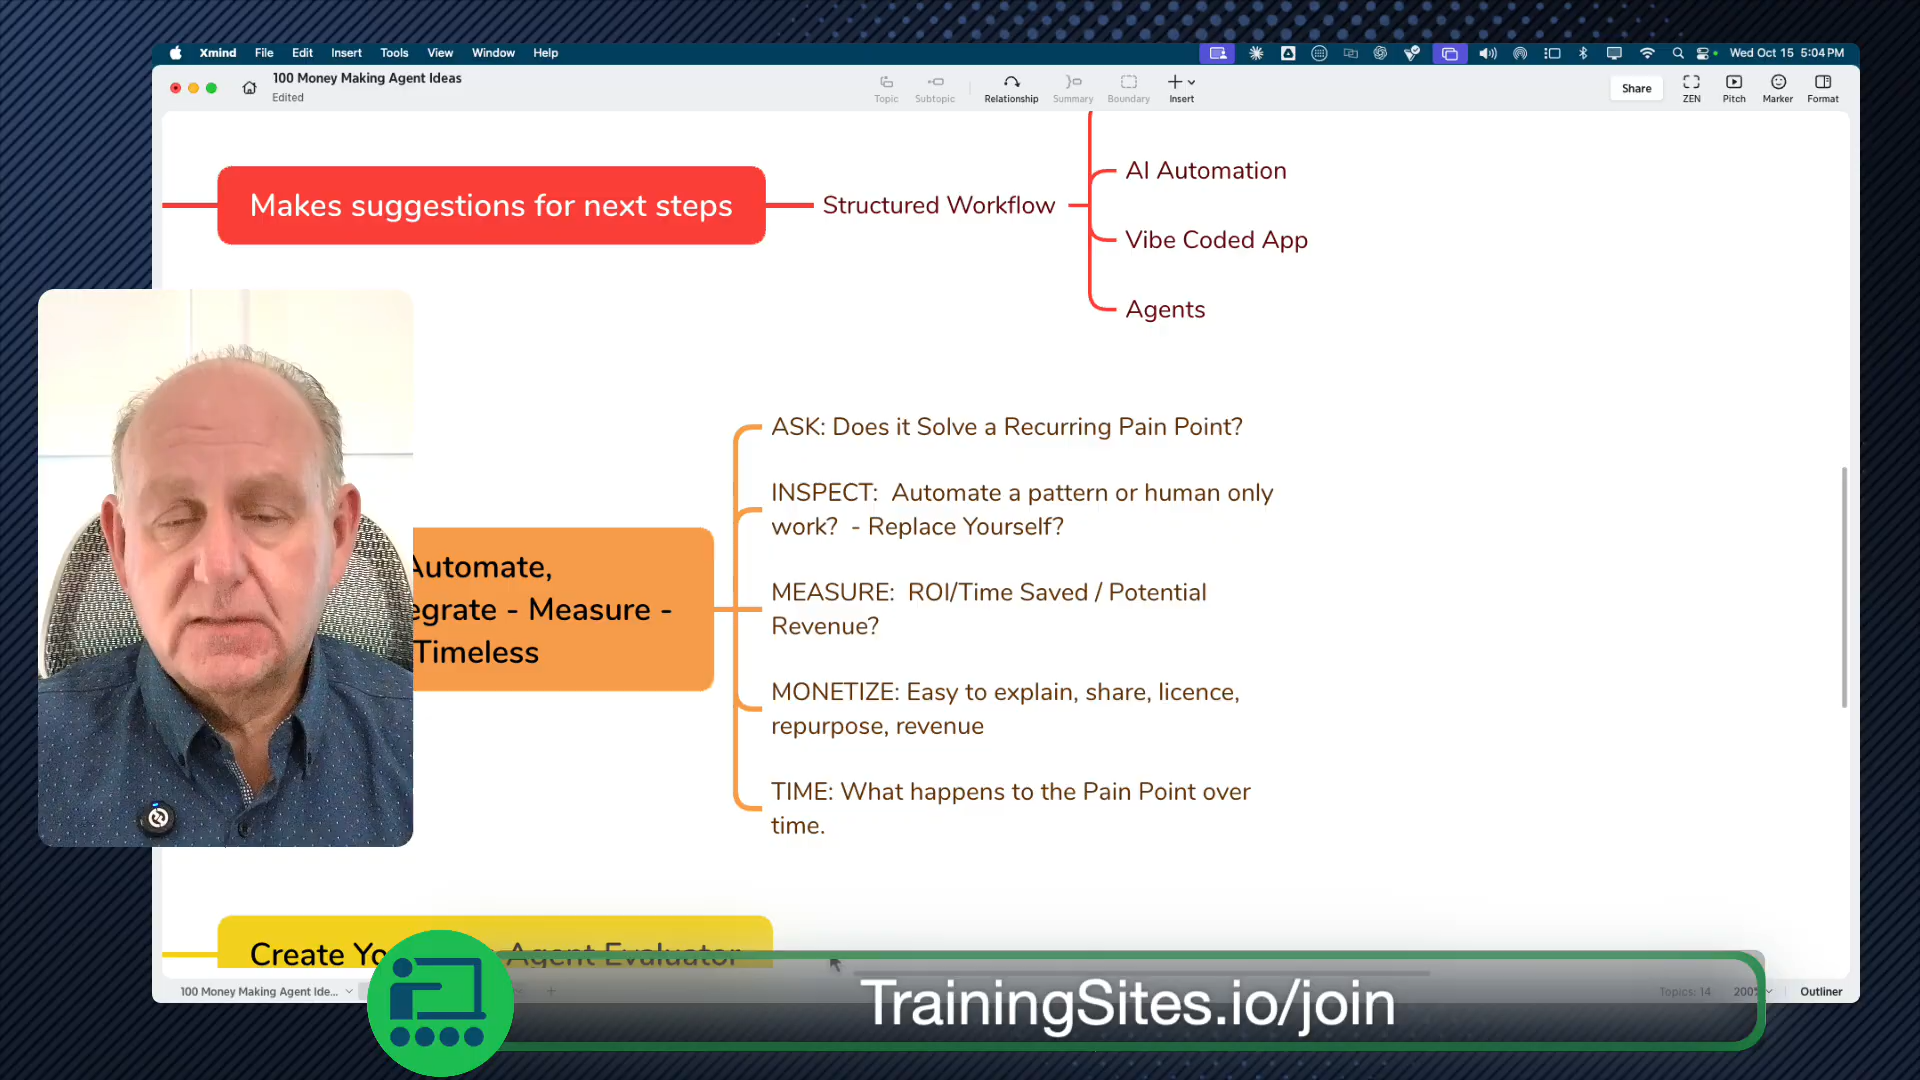 Xmind File Edit Insert Tools View Window Help
Wed Oct 15 5:04 PM
100 Money Making Agent Ideas
Edited
Topic Subtopic Relationship Summary Boundary Insert
Share ZEN Pitch Marker Format
Makes suggestions for next steps
Structured Workflow
AI Automation
Vibe Coded App
Agents
Automate,
egrate - Measure -
Timeless
ASK: Does it Solve a Recurring Pain Point?
INSPECT: Automate a pattern or human only
work? - Replace Yourself?
MEASURE: ROI/Time Saved / Potential
Revenue?
MONETIZE: Easy to explain, share, licence,
repurpose, revenue
TIME: What happens to the Pain Point over
time.
Create Yo
Agent Evaluator
100 Money Making Agent Ide...
Topics: 14 200% Outliner
TrainingSites.io/join